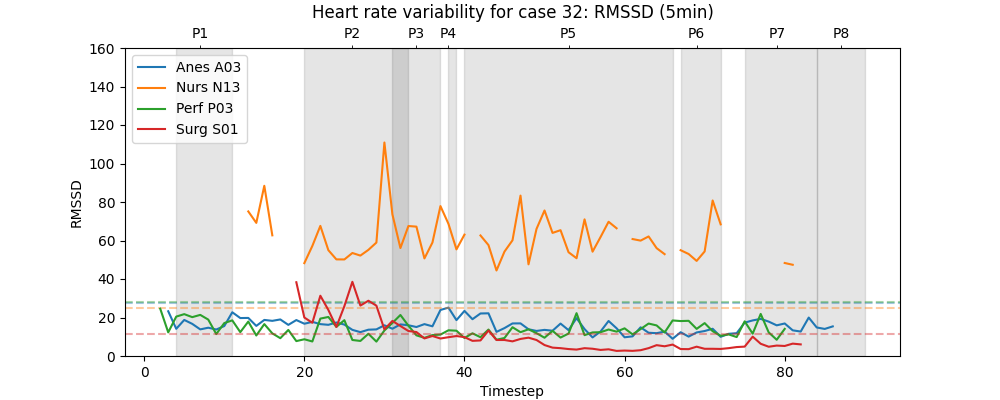 Heart rate variability for case 32: RMSSD (5min)
P1 P2 P3 P4 P5 P6 P7 P8
Anes A03
Nurs N13
Perf P03
Surg S01
160
140
120
100
80
60
40
20
0
RMSSD
0 20 40 60 80
Timestep